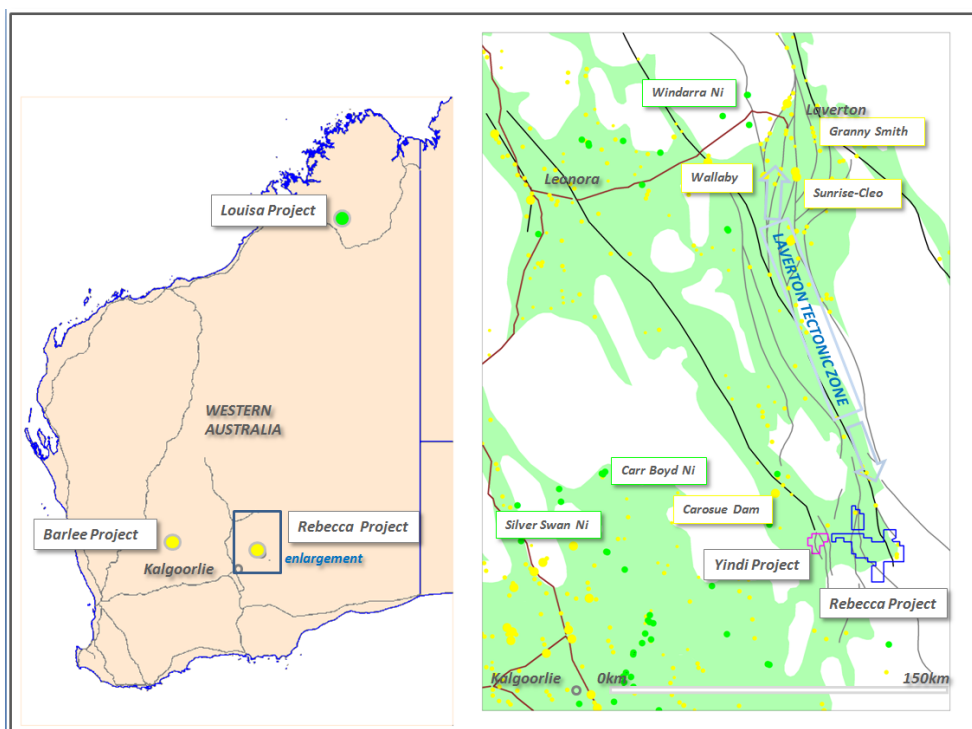 Louisa Project
WESTERN
AUSTRALIA
Barlee Project
Rebecca Project
enlargement
Kalgoorlie
Windarra Ni
Laverton
Granny Smith
Leonora
Wallaby
Sunrise-Cleo
LAVERTON TECTONIC ZONE
Carr Boyd Ni
Silver Swan Ni
Carosue Dam
Yindi Project
Rebecca Project
Kalgoorlie
0km
150km